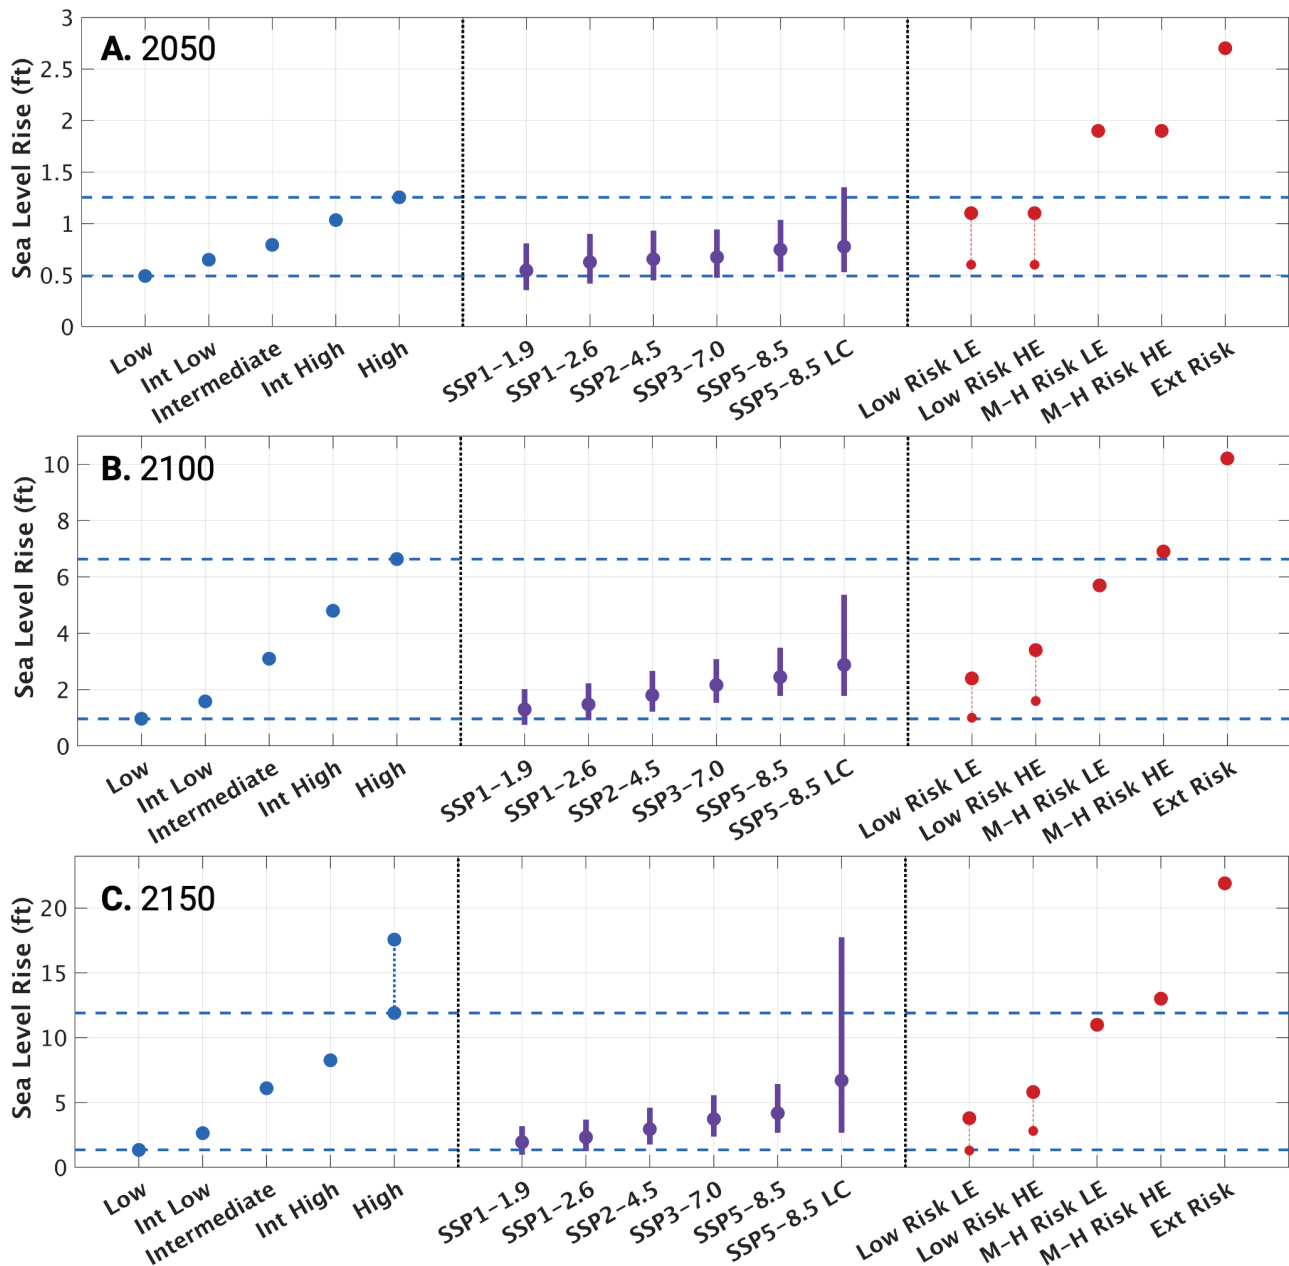 A. 2050
Sea Level Rise (ft)
3
2.5
2
1.5
1
0.5
0
Low
Int Low
Intermediate
Int High
High
SSP1-1.9
SSP1-2.6
SSP2-4.5
SSP3-7.0
SSP5-8.5
SSP5-8.5 LC
Low Risk LE
Low Risk HE
M-H Risk LE
M-H Risk HE
Ext Risk
B. 2100
Sea Level Rise (ft)
10
8
6
4
2
0
Low
Int Low
Intermediate
Int High
High
SSP1-1.9
SSP1-2.6
SSP2-4.5
SSP3-7.0
SSP5-8.5
SSP5-8.5 LC
Low Risk LE
Low Risk HE
M-H Risk LE
M-H Risk HE
Ext Risk
C. 2150
Sea Level Rise (ft)
20
15
10
5
0
Low
Int Low
Intermediate
Int High
High
SSP1-1.9
SSP1-2.6
SSP2-4.5
SSP3-7.0
SSP5-8.5
SSP5-8.5 LC
Low Risk LE
Low Risk HE
M-H Risk LE
M-H Risk HE
Ext Risk